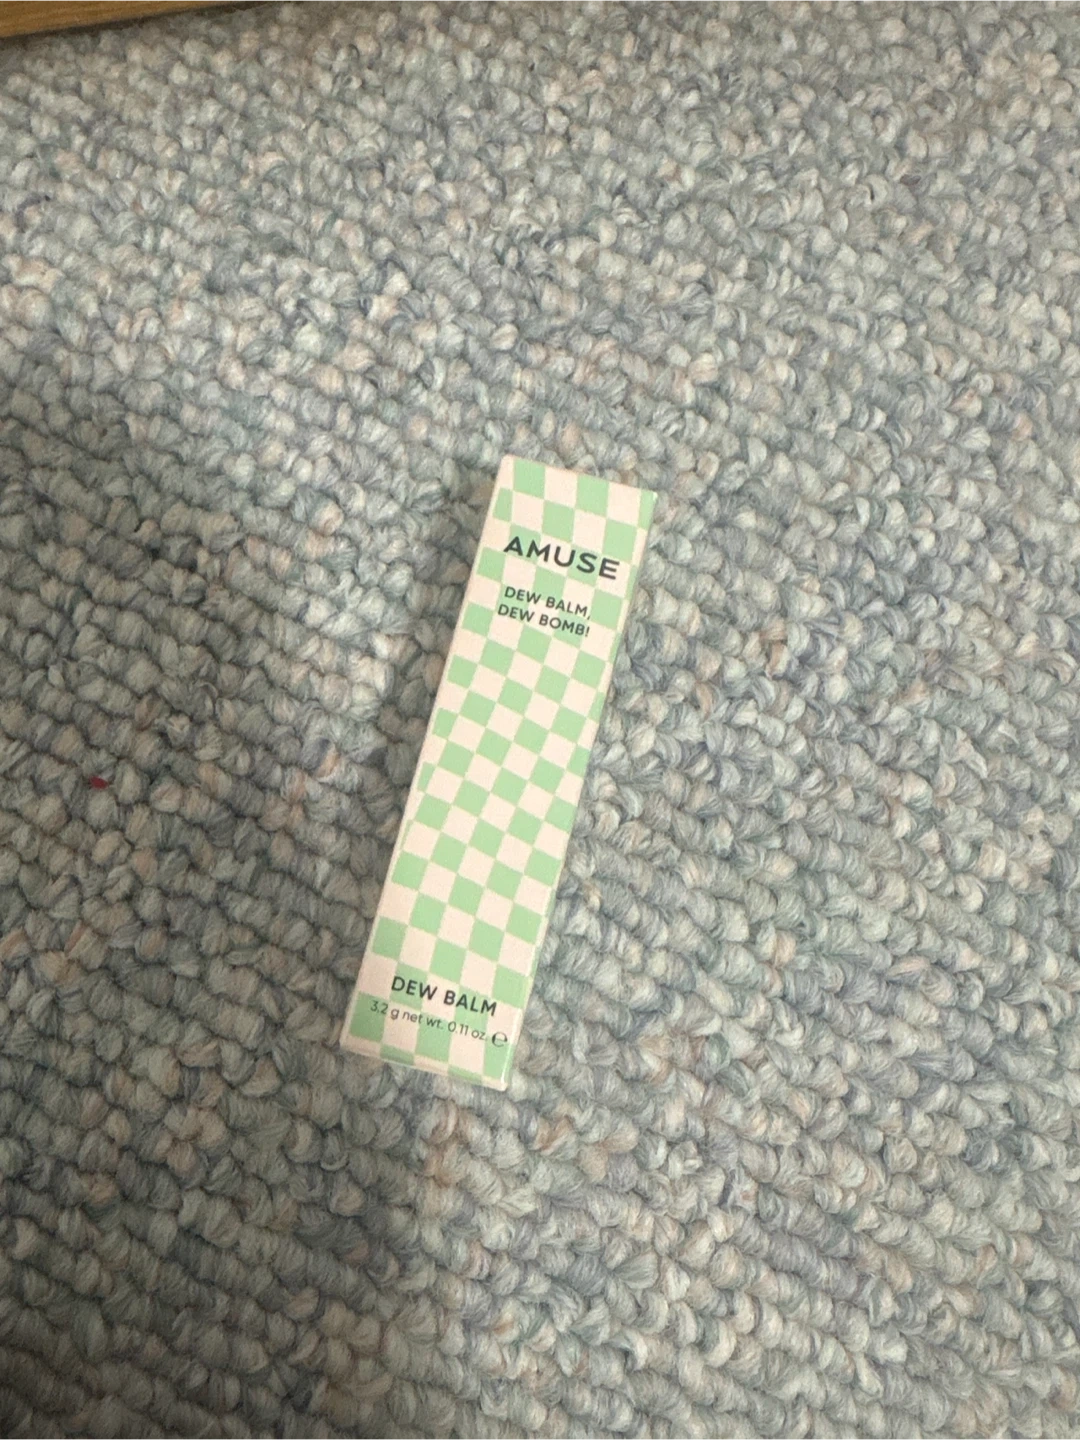 AMUSE
DEW BALM,
DEW BOMB!
DEW BALM
3.2 g net wt. 0.11 oz. ℮